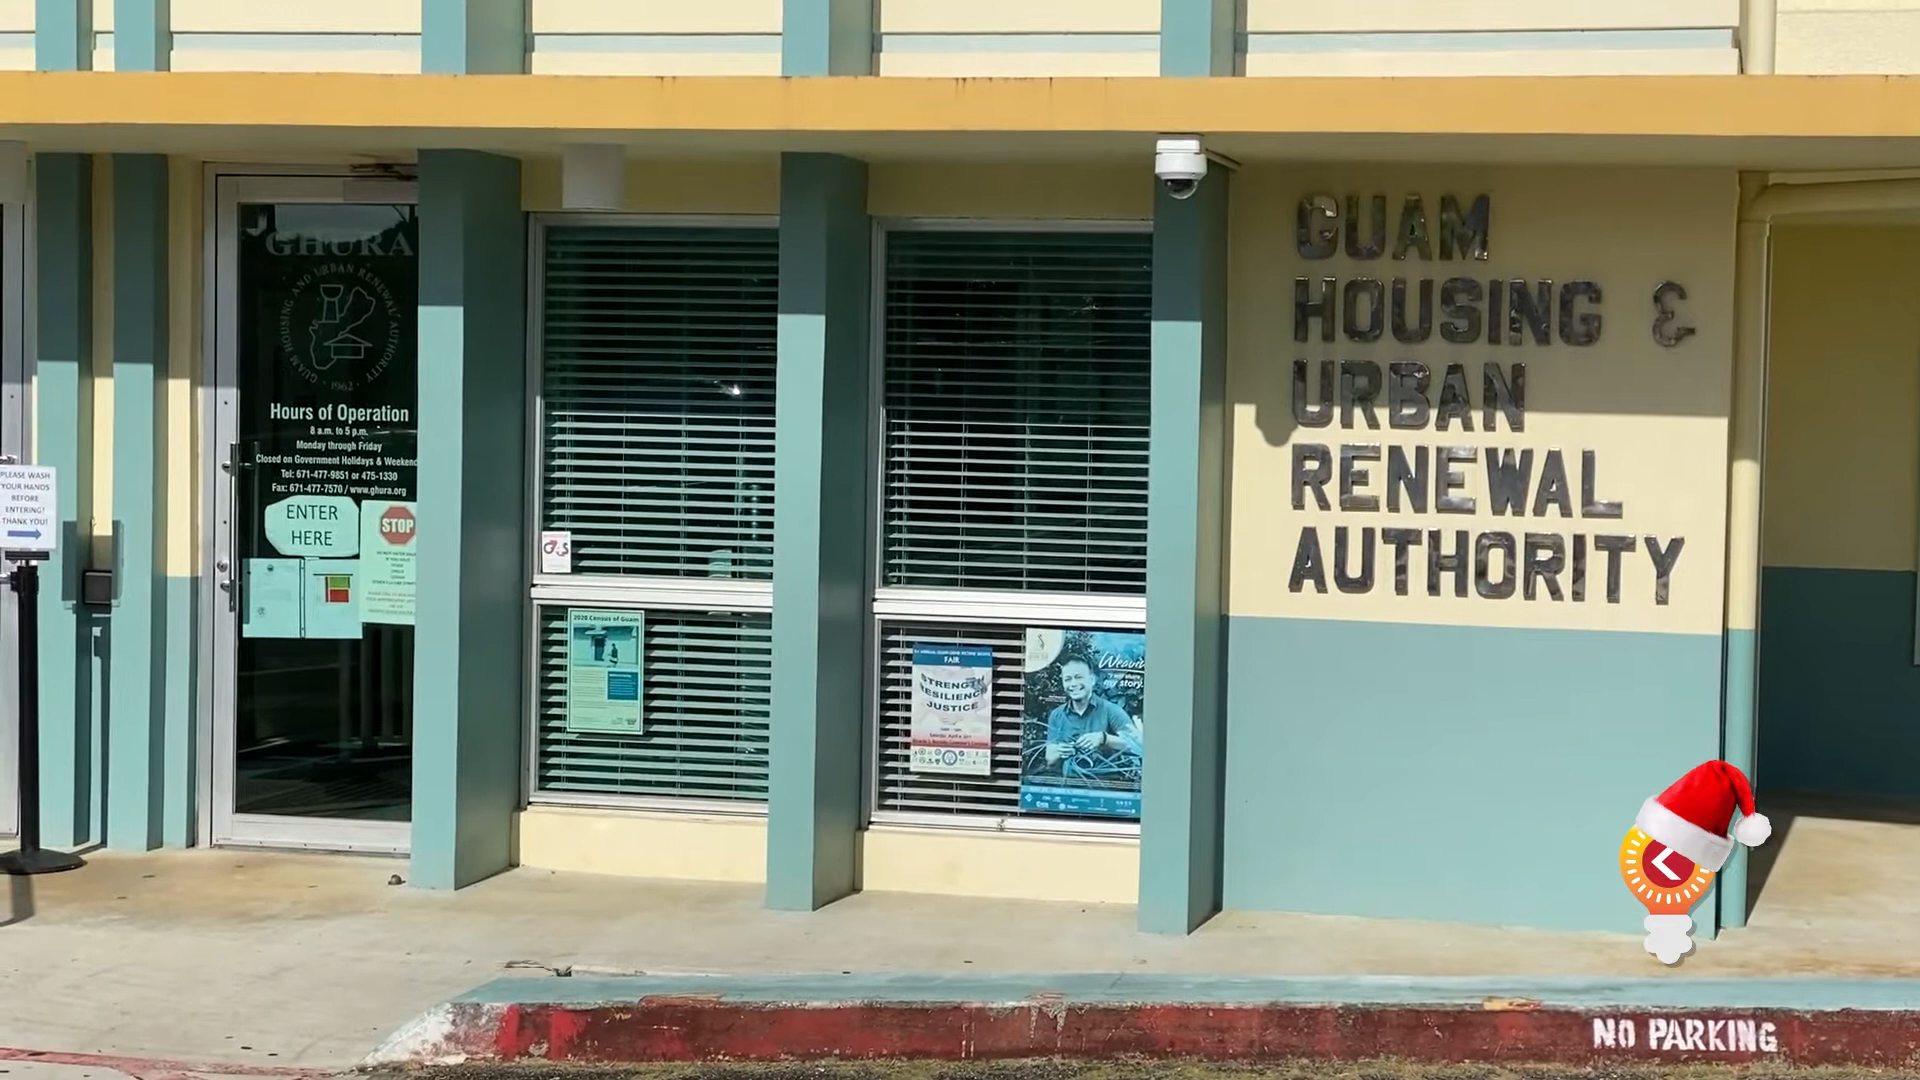 GUAM
HOUSING &
URBAN
RENEWAL
AUTHORITY
GHURA
GUAM HOUSING AND URBAN RENEWAL AUTHORITY
· 1962 ·
Hours of Operation
8 a.m. to 5 p.m.
Monday through Friday
Closed on Government Holidays & Weekend
Tel: 671-477-9851 or 475-1330
Fax: 671-477-7570 / www.ghura.org
ENTER
HERE
STOP
PLEASE WASH
YOUR HANDS
BEFORE
ENTERING!
THANK YOU!
G4S
2020 Census of Guam
FAIR
STRENGTH
RESILIENCE
JUSTICE
my story.
NO PARKING